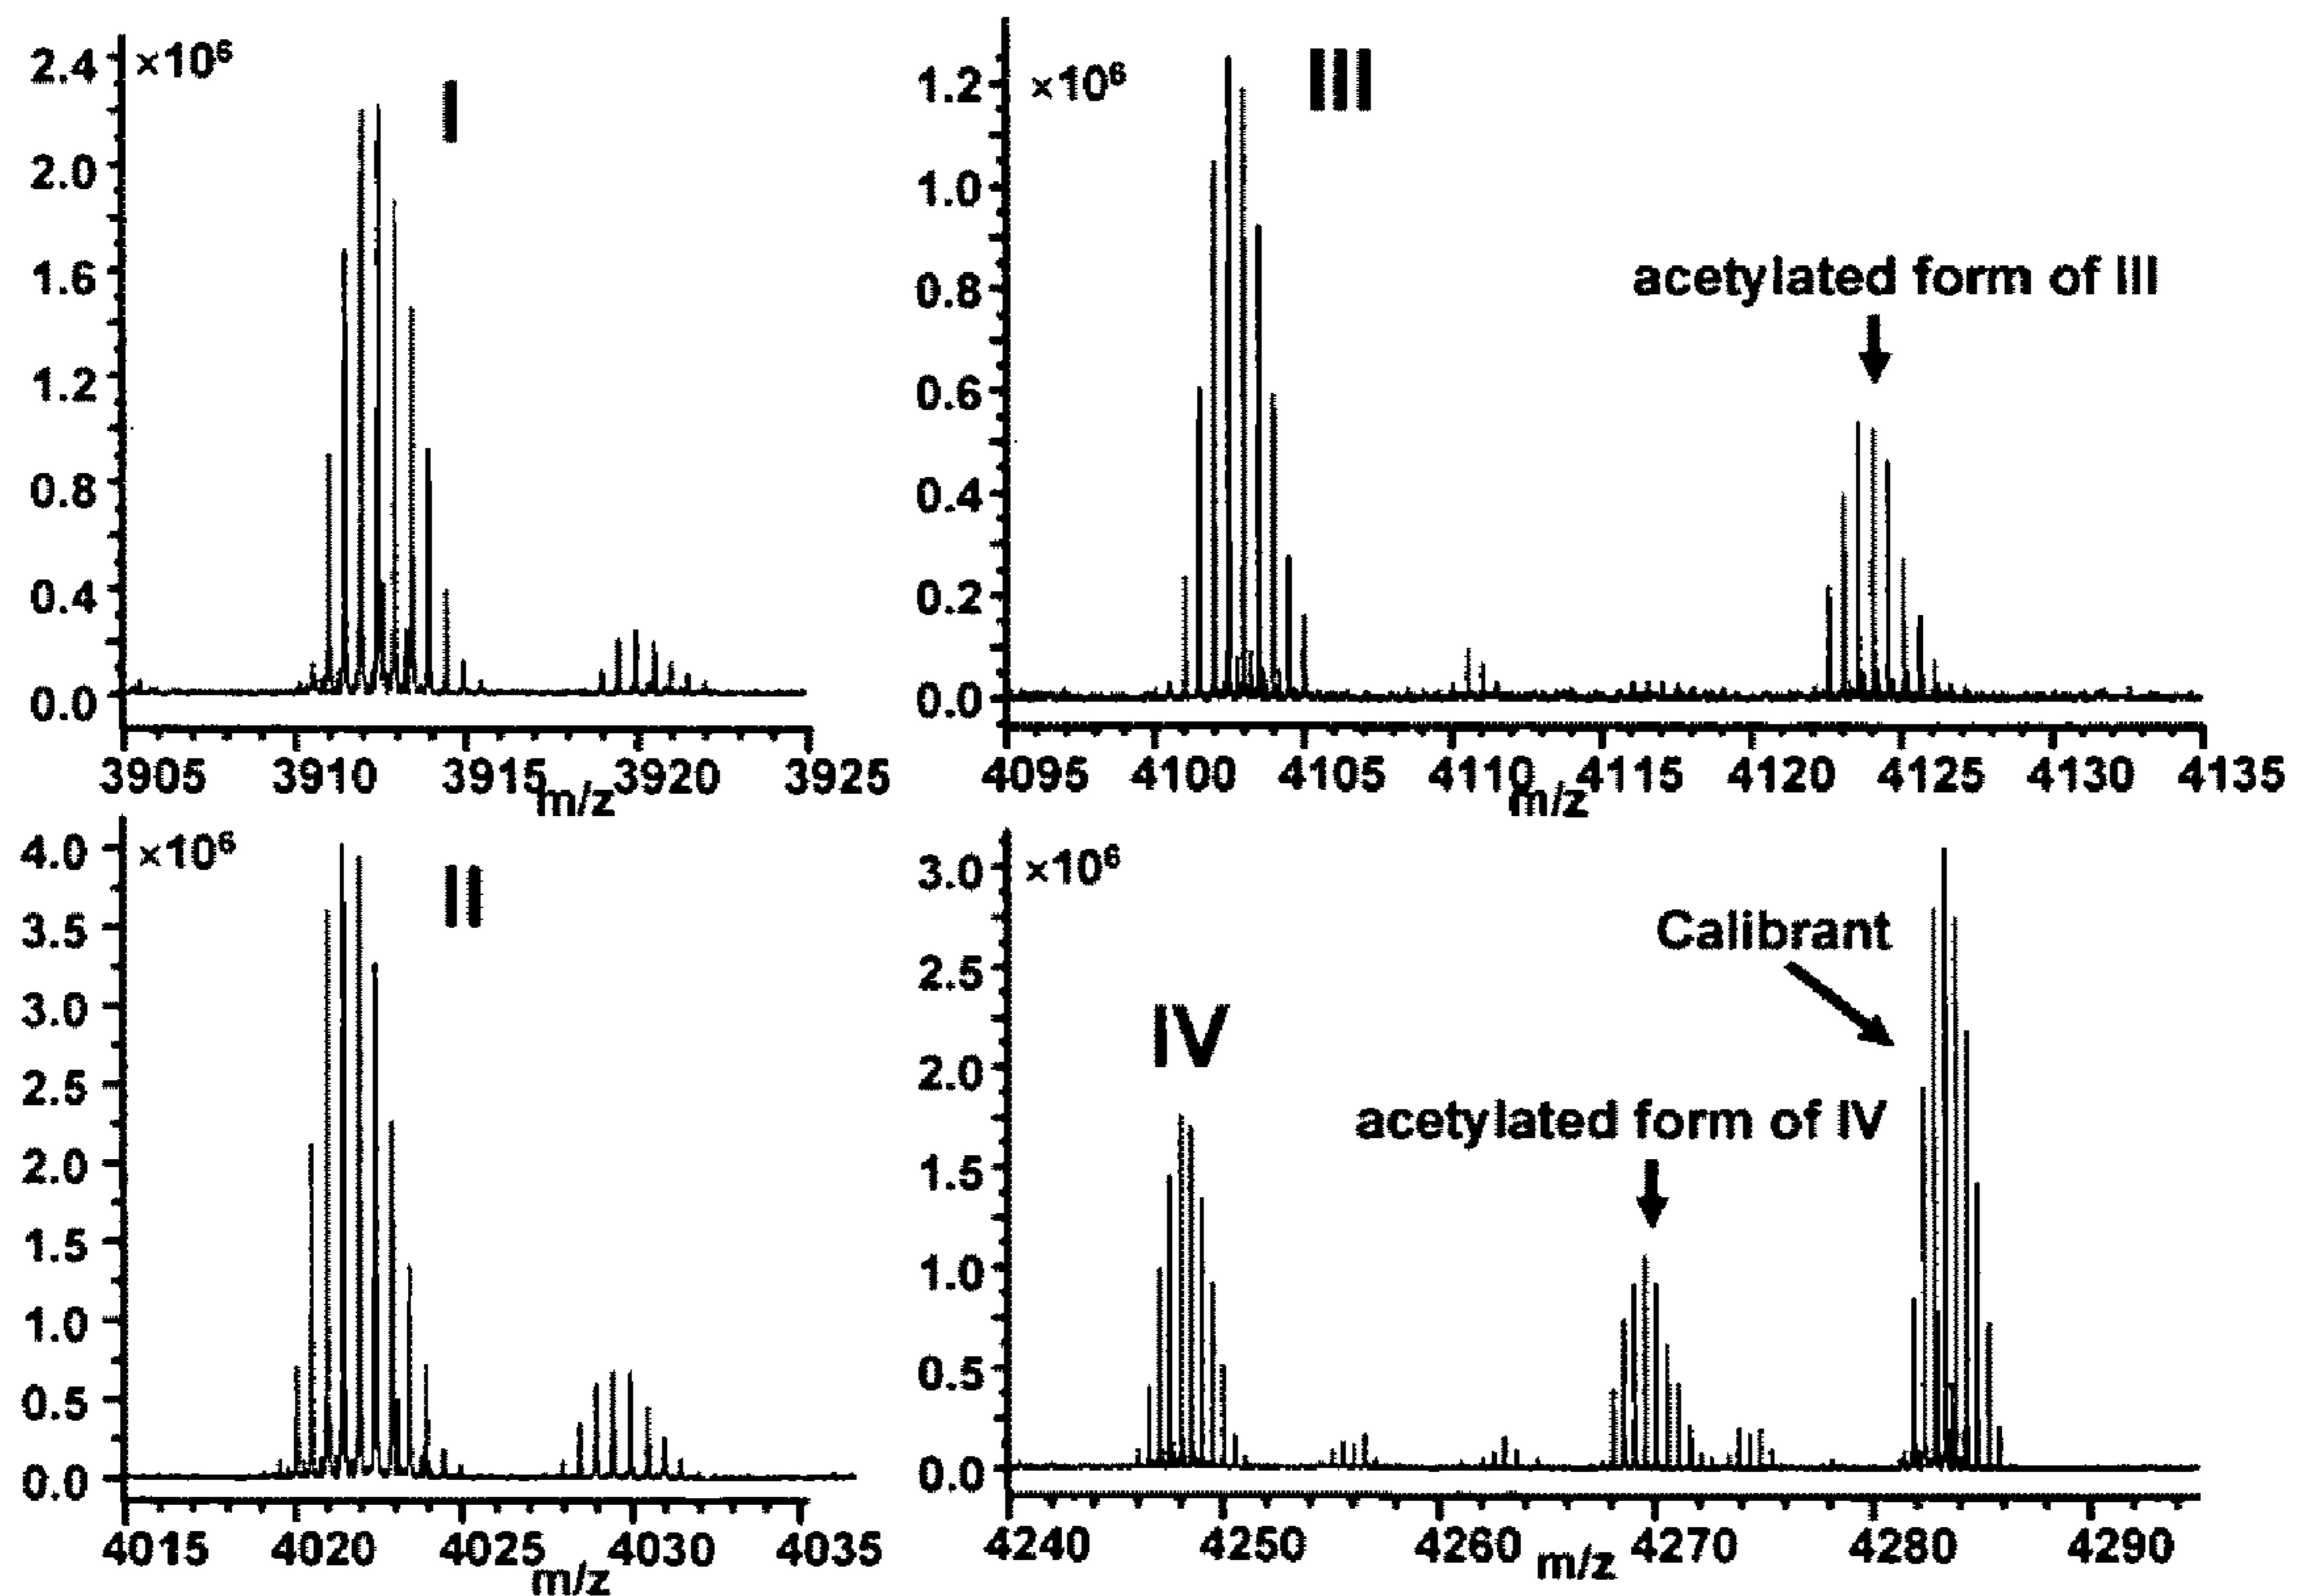 ×10⁶
I
2.4
2.0
1.6
1.2
0.8
0.4
0.0
3905 3910 3915 3920 3925
m/z
×10⁶
III
acetylated form of III
1.2
1.0
0.8
0.6
0.4
0.2
0.0
4095 4100 4105 4110 4115 4120 4125 4130 4135
m/z
×10⁶
II
4.0
3.5
3.0
2.5
2.0
1.5
1.0
0.5
0.0
4015 4020 4025 4030 4035
m/z
×10⁶
Calibrant
IV
acetylated form of IV
3.0
2.5
2.0
1.5
1.0
0.5
0.0
4240 4250 4260 4270 4280 4290
m/z